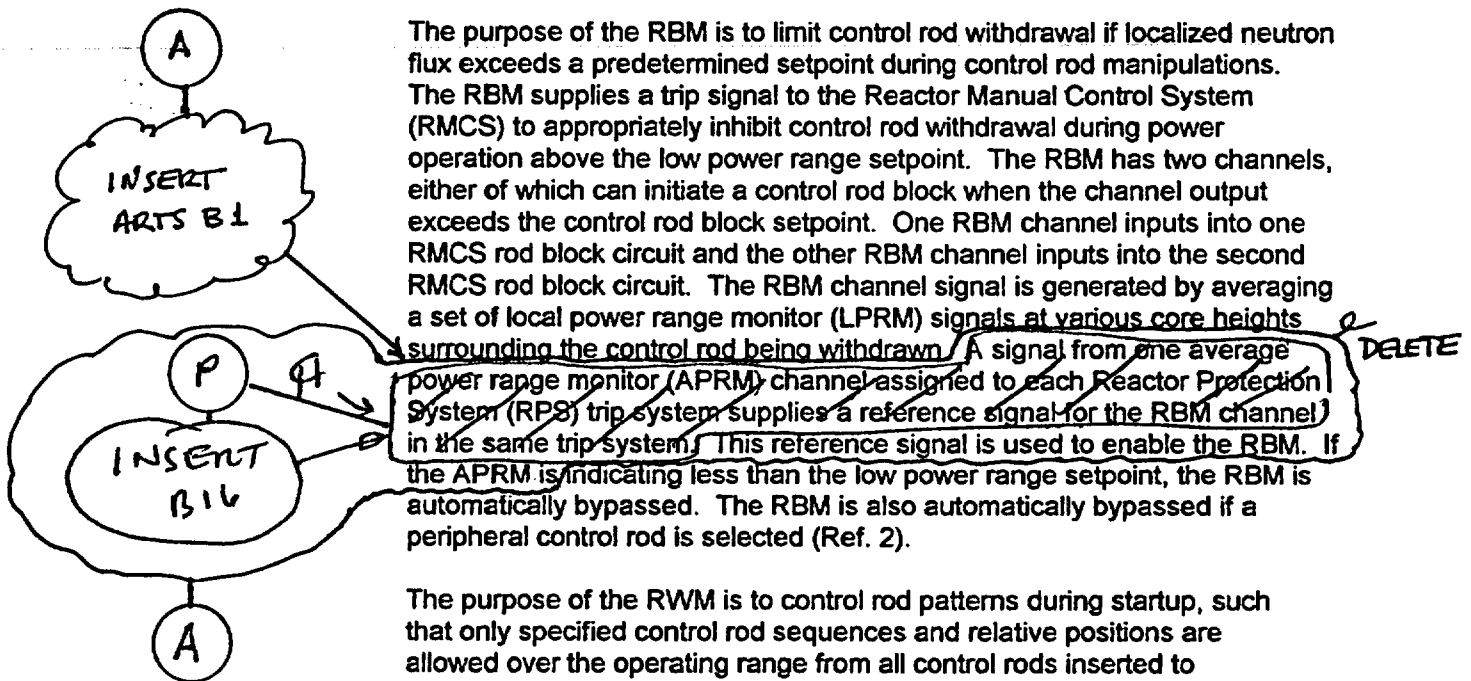 A
INSERT
ARTS B1
The purpose of the RBM is to limit control rod withdrawal if localized neutron
flux exceeds a predetermined setpoint during control rod manipulations.
The RBM supplies a trip signal to the Reactor Manual Control System
(RMCS) to appropriately inhibit control rod withdrawal during power
operation above the low power range setpoint. The RBM has two channels,
either of which can initiate a control rod block when the channel output
exceeds the control rod block setpoint. One RBM channel inputs into one
RMCS rod block circuit and the other RBM channel inputs into the second
RMCS rod block circuit. The RBM channel signal is generated by averaging
a set of local power range monitor (LPRM) signals at various core heights
surrounding the control rod being withdrawn. A signal from one average
power range monitor (APRM) channel assigned to each Reactor Protection
System (RPS) trip system supplies a reference signal for the RBM channel
in the same trip system. This reference signal is used to enable the RBM. If
the APRM is indicating less than the low power range setpoint, the RBM is
automatically bypassed. The RBM is also automatically bypassed if a
peripheral control rod is selected (Ref. 2).
DELETE
P
INSERT
B16
A
The purpose of the RWM is to control rod patterns during startup, such
that only specified control rod sequences and relative positions are
allowed over the operating range from all control rods inserted to